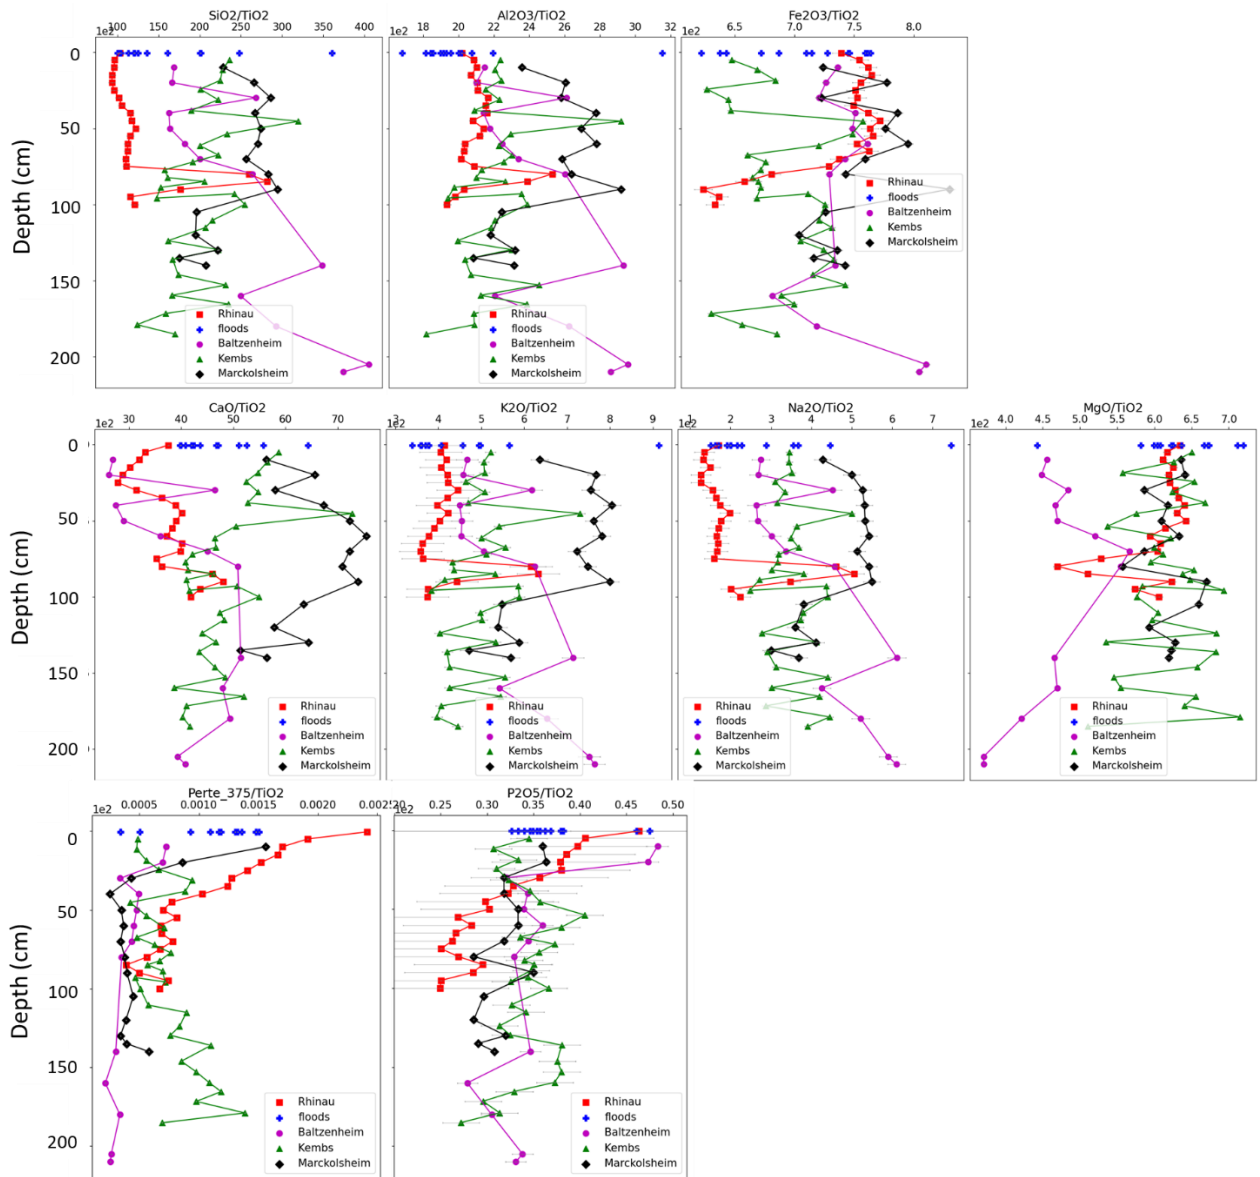 SiO2/TiO2 Al2O3/TiO2 Fe2O3/TiO2
1e2 100 150 200 250 300 350 400 18 20 22 24 26 28 30 32 1e2 6.5 7.0 7.5 8.0
Depth (cm)
0
50
100
150
200
Rhinau
floods
Baltzenheim
Kembs
Marckolsheim
Rhinau
floods
Baltzenheim
Kembs
Marckolsheim
Rhinau
floods
Baltzenheim
Kembs
Marckolsheim
CaO/TiO2 K2O/TiO2 Na2O/TiO2 MgO/TiO2
1e2 30 40 50 60 70 3 4 5 6 7 8 9 1 2 3 4 5 6 7 1e2 4.0 4.5 5.0 5.5 6.0 6.5 7.0
Depth (cm)
0
50
100
150
200
Rhinau
floods
Baltzenheim
Kembs
Marckolsheim
Rhinau
floods
Baltzenheim
Kembs
Marckolsheim
Rhinau
floods
Baltzenheim
Kembs
Marckolsheim
Rhinau
floods
Baltzenheim
Kembs
Marckolsheim
Perte_375/TiO2 P2O5/TiO2
1e2 0.0005 0.0010 0.0015 0.0020 0.25 0.30 0.35 0.40 0.45 0.50
Depth (cm)
0
50
100
150
200
Rhinau
floods
Baltzenheim
Kembs
Marckolsheim
Rhinau
floods
Baltzenheim
Kembs
Marckolsheim